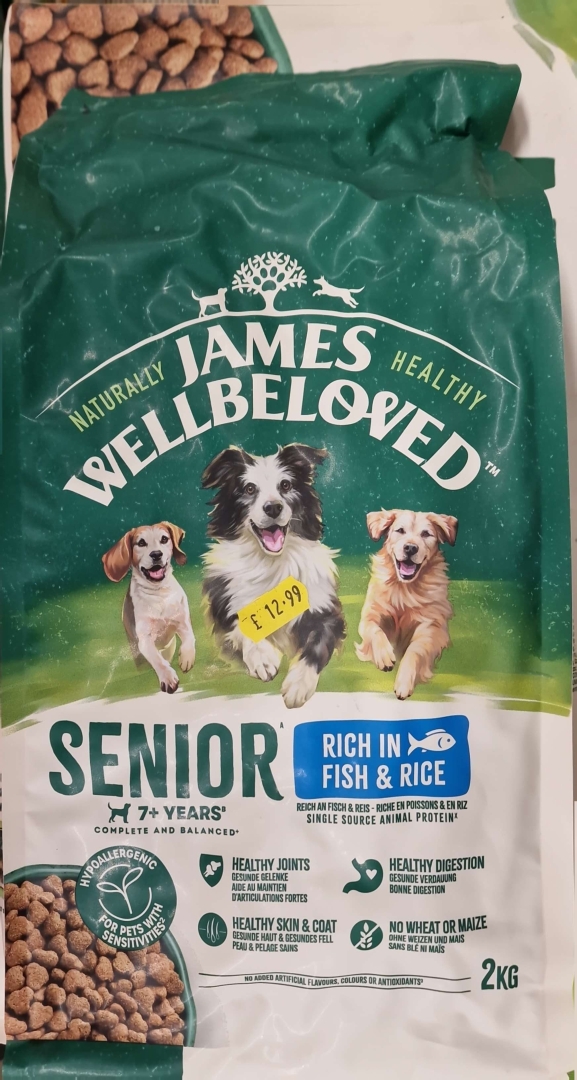 NATURALLY
HEALTHY
JAMES
WELLBELOVED™
£ 12.99
SENIOR
7+ YEARS
COMPLETE AND BALANCED
RICH IN
FISH & RICE
REICH AN FISCH & REIS - RICHE EN POISSONS & EN RIZ
SINGLE SOURCE ANIMAL PROTEIN
HYPOALLERGENIC
FOR PETS WITH
SENSITIVITIES
HEALTHY JOINTS
GESUNDE GELENKE
AIDE AU MAINTIEN
D'ARTICULATIONS FORTES
HEALTHY DIGESTION
GESUNDE VERDAUUNG
BONNE DIGESTION
HEALTHY SKIN & COAT
GESUNDE HAUT & GESUNDES FELL
PEAU & PELAGE SAINS
NO WHEAT OR MAIZE
OHNE WEIZEN UND MAIS
SANS BLÉ NI MAÏS
NO ADDED ARTIFICIAL FLAVOURS, COLOURS OR ANTIOXIDANTS
2KG